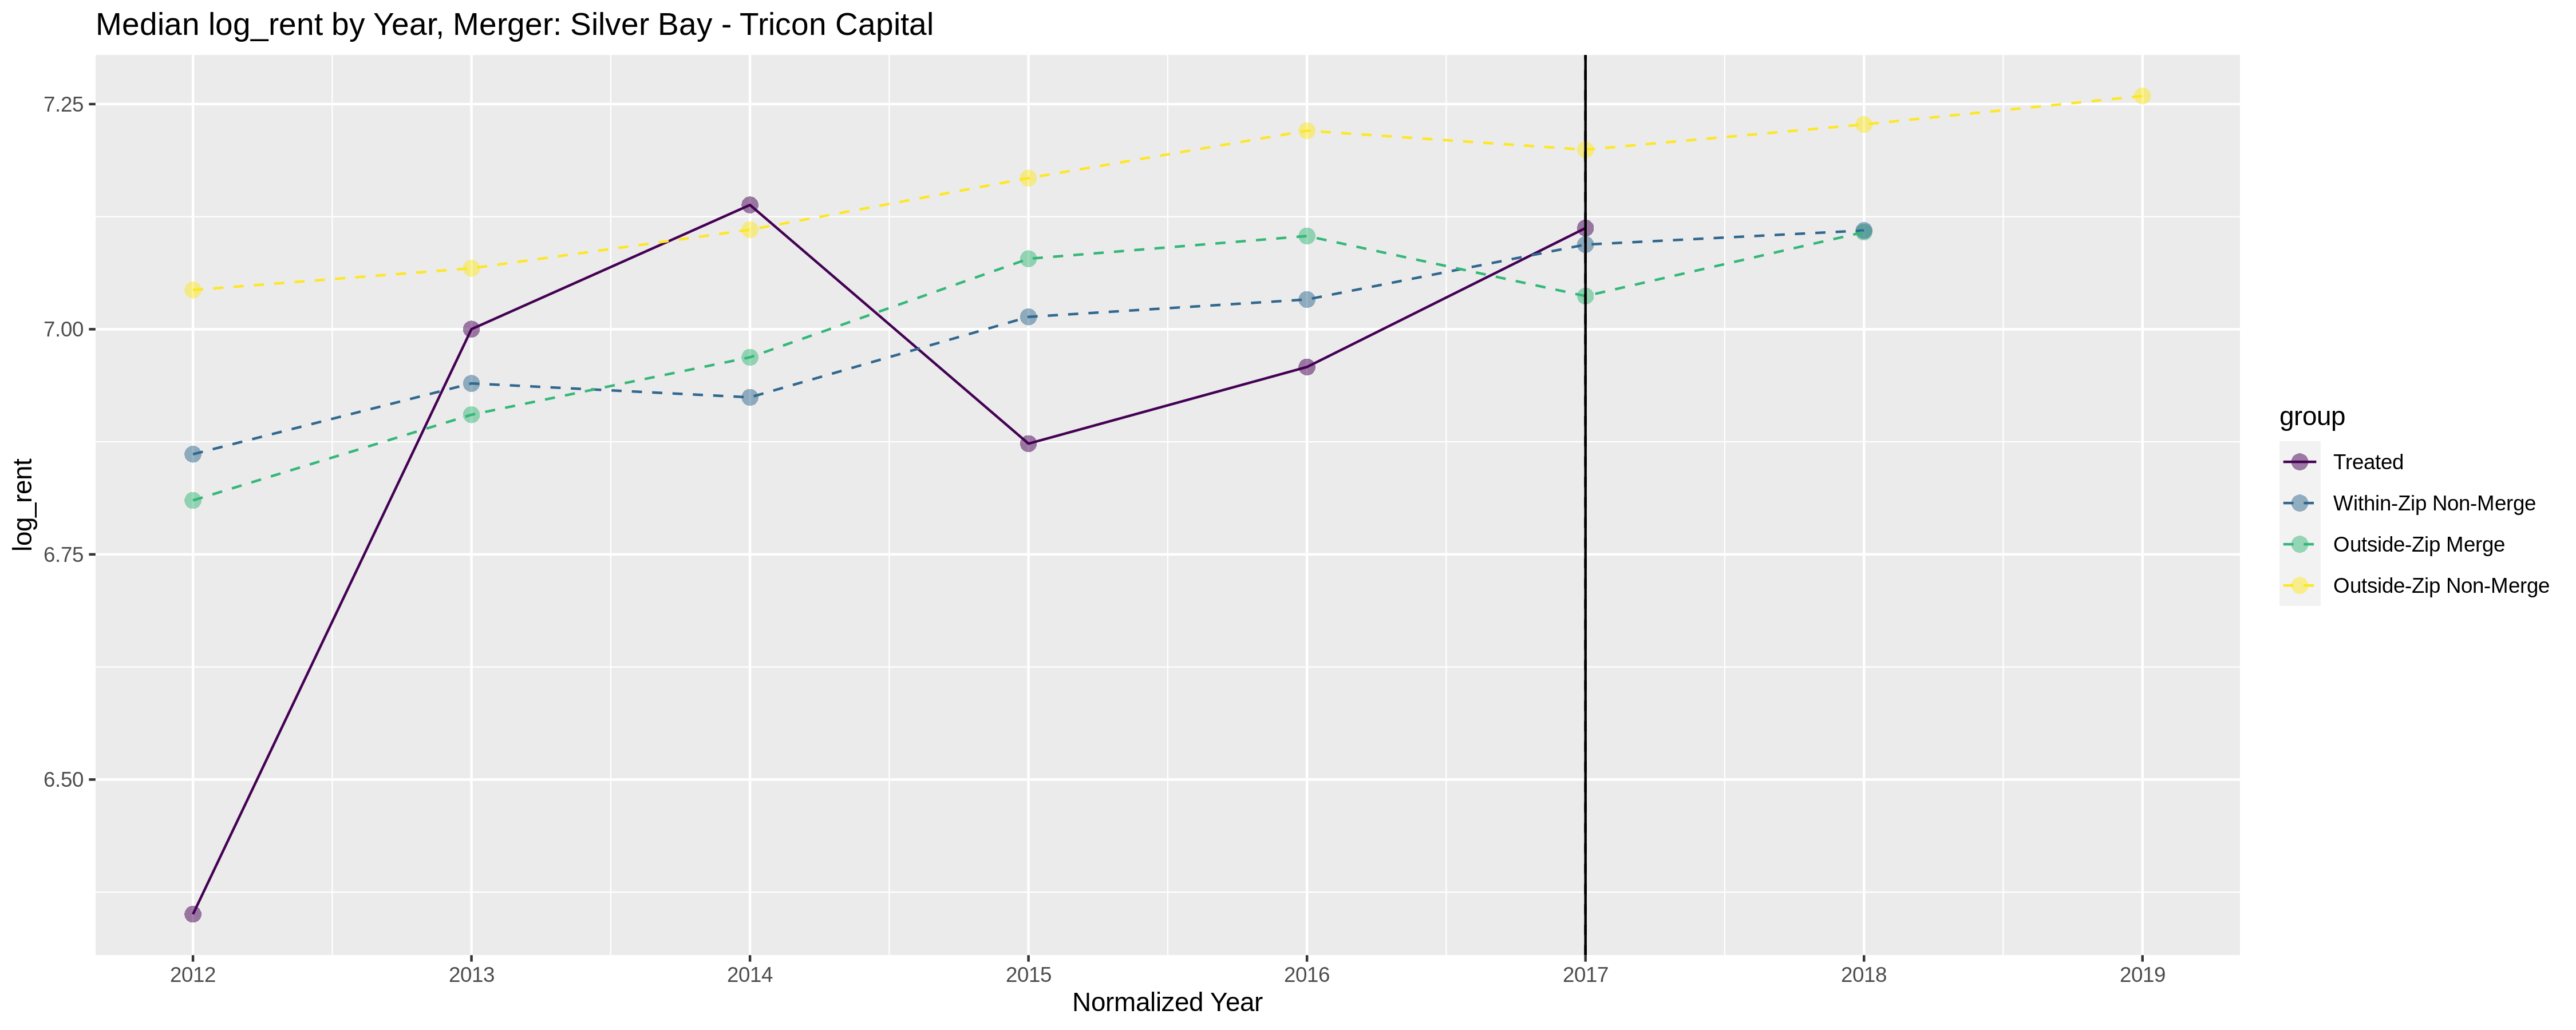 Median log_rent by Year, Merger: Silver Bay - Tricon Capital
log_rent
7.25
7.00
6.75
6.50
2012 2013 2014 2015 2016 2017 2018 2019
Normalized Year
group
Treated
Within-Zip Non-Merge
Outside-Zip Merge
Outside-Zip Non-Merge